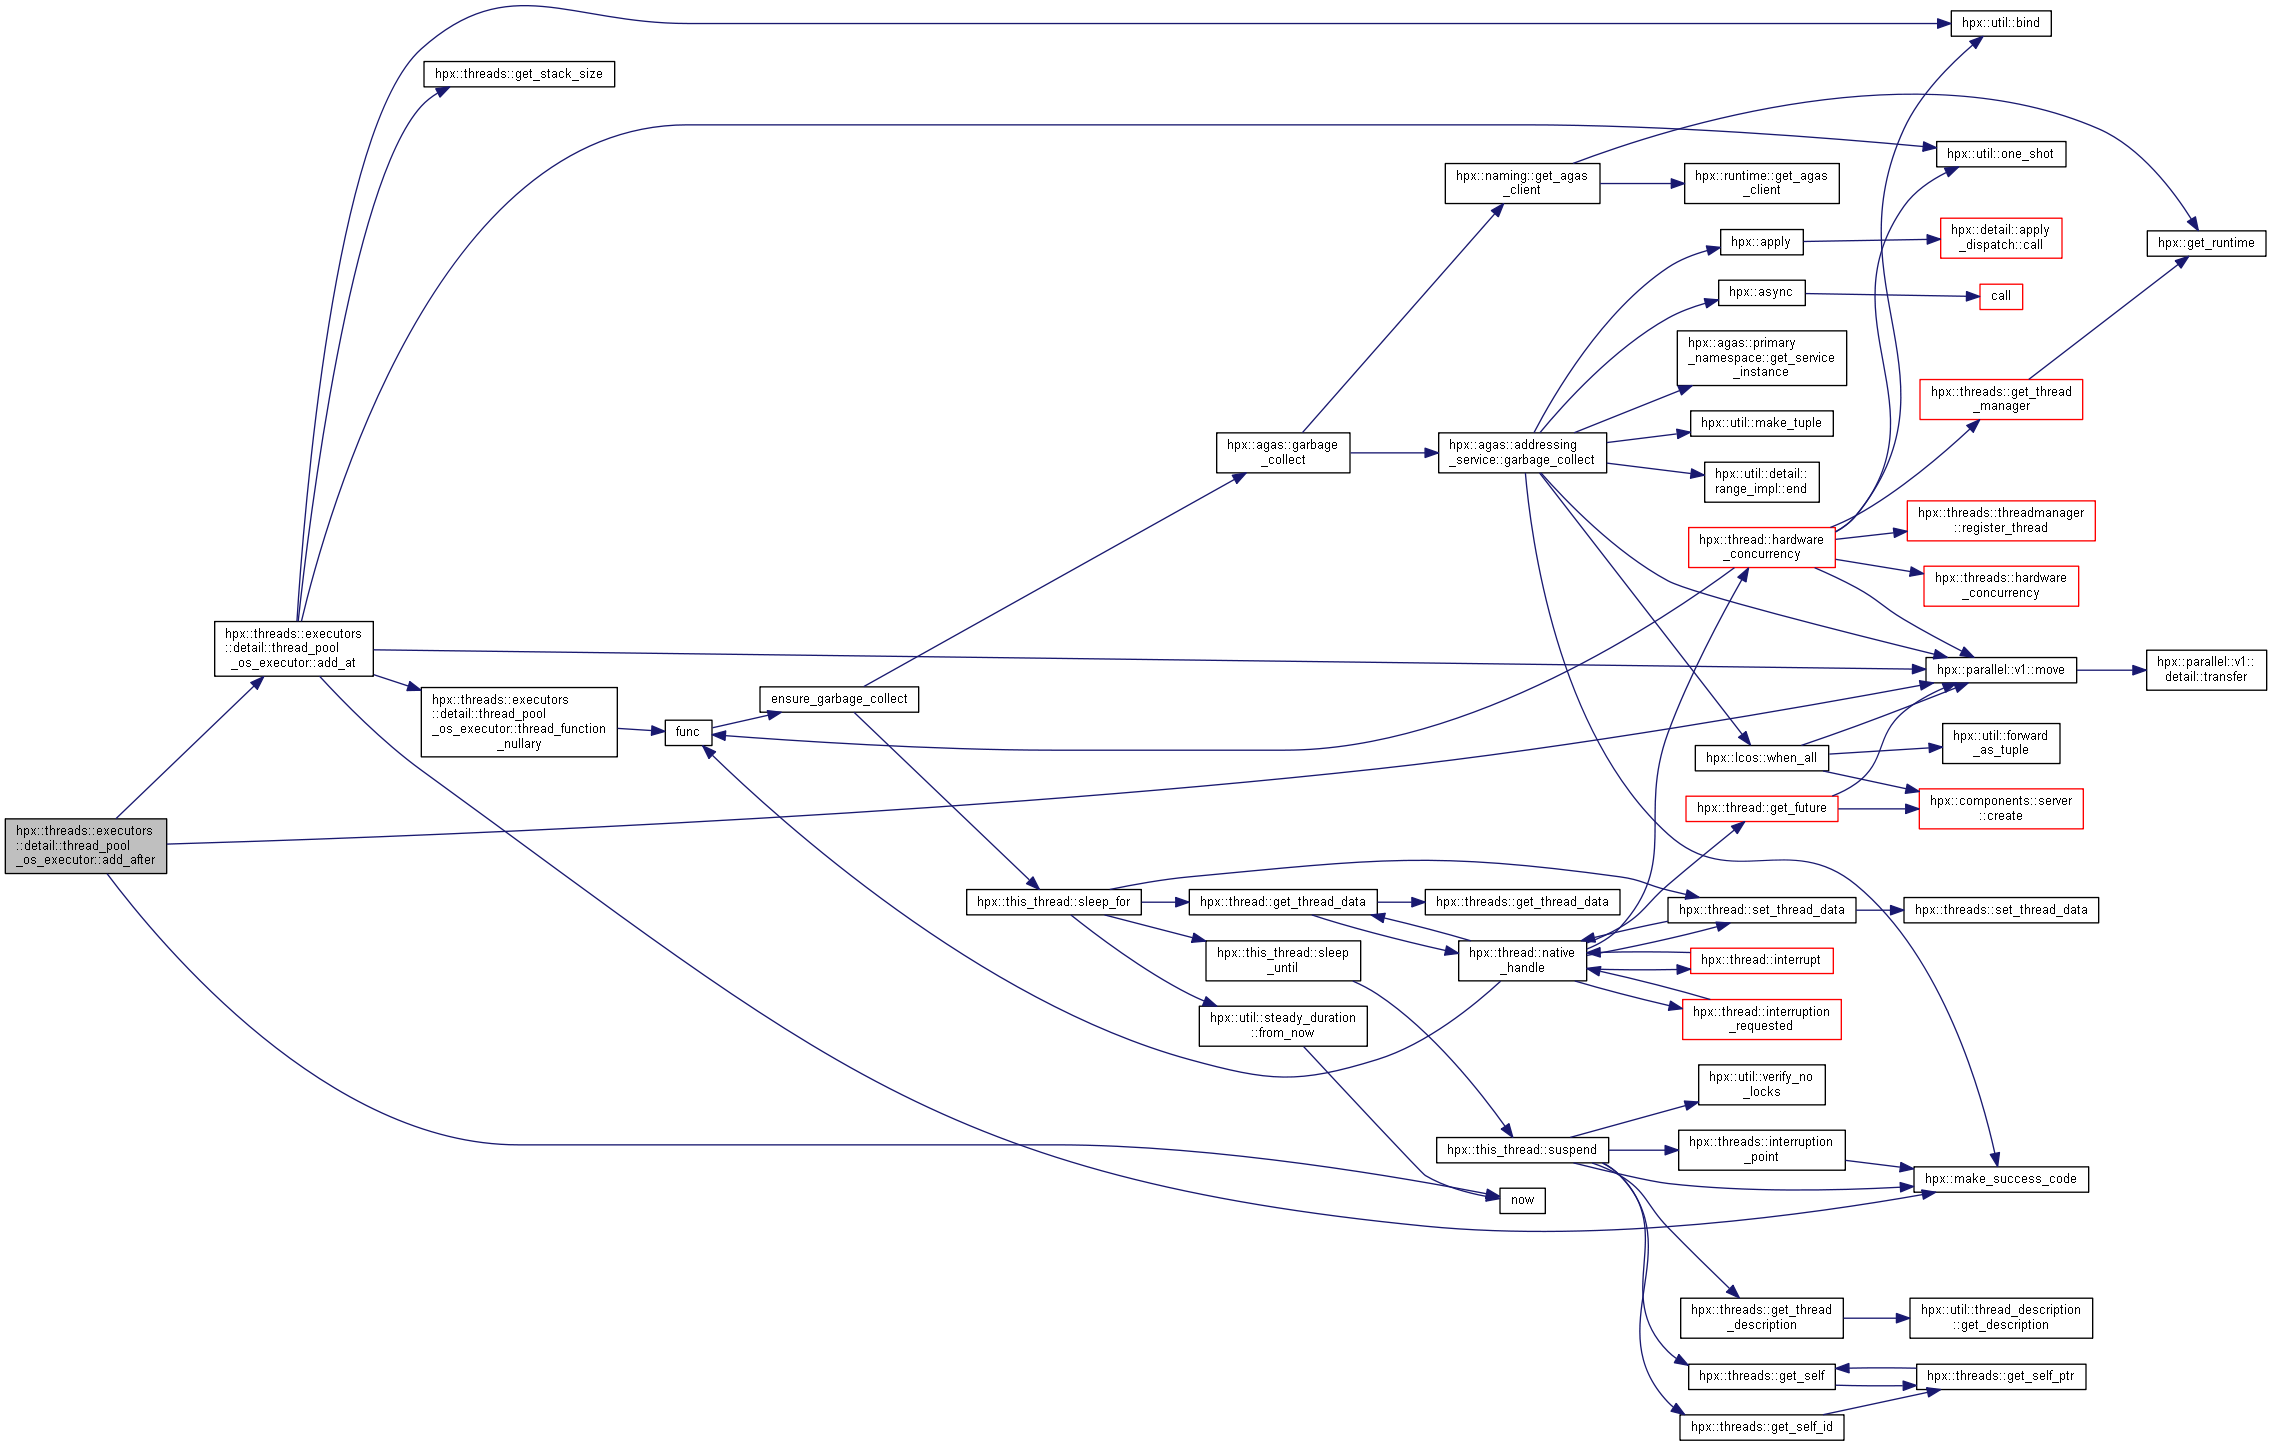 hpx::threads::executors
::detail::thread_pool
_os_executor::add_after
hpx::threads::executors
::detail::thread_pool
_os_executor::add_at
hpx::threads::get_stack_size
hpx::threads::executors
::detail::thread_pool
_os_executor::thread_function
_nullary
func
ensure_garbage_collect
hpx::this_thread::sleep_for
hpx::agas::garbage
_collect
hpx::thread::get_thread_data
hpx::this_thread::sleep
_until
hpx::util::steady_duration
::from_now
hpx::naming::get_agas
_client
hpx::agas::addressing
_service::garbage_collect
hpx::threads::get_thread_data
hpx::thread::native
_handle
hpx::this_thread::suspend
now
hpx::runtime::get_agas
_client
hpx::apply
hpx::async
hpx::agas::primary
_namespace::get_service
_instance
hpx::util::make_tuple
hpx::util::detail::
range_impl::end
hpx::thread::hardware
_concurrency
hpx::lcos::when_all
hpx::thread::get_future
hpx::thread::set_thread_data
hpx::thread::interrupt
hpx::thread::interruption
_requested
hpx::util::verify_no
_locks
hpx::threads::interruption
_point
hpx::threads::get_thread
_description
hpx::threads::get_self
hpx::threads::get_self_id
hpx::util::bind
hpx::util::one_shot
hpx::detail::apply
_dispatch::call
call
hpx::threads::get_thread
_manager
hpx::threads::threadmanager
::register_thread
hpx::threads::hardware
_concurrency
hpx::parallel::v1::move
hpx::util::forward
_as_tuple
hpx::components::server
::create
hpx::threads::set_thread_data
hpx::make_success_code
hpx::util::thread_description
::get_description
hpx::threads::get_self_ptr
hpx::get_runtime
hpx::parallel::v1::
detail::transfer